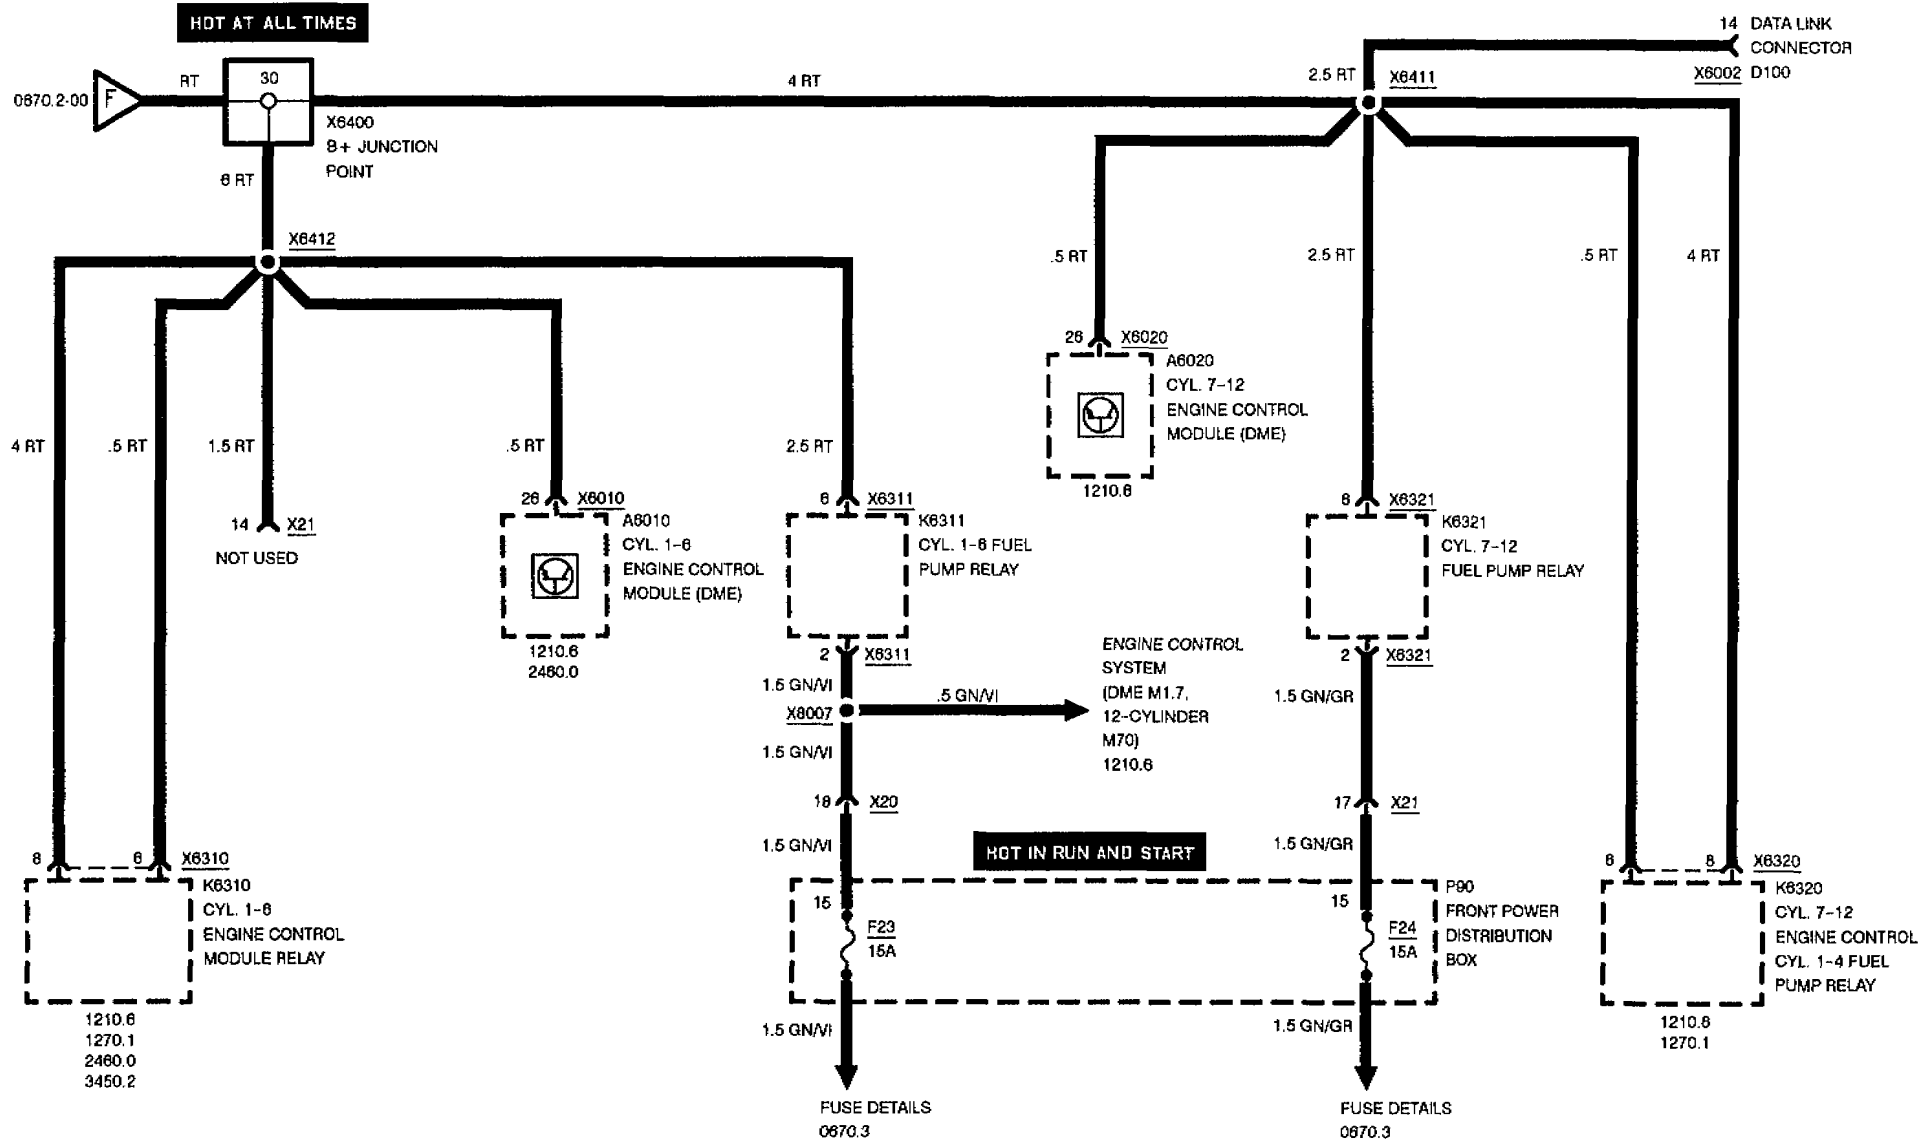 HOT AT ALL TIMES
0670.2-00
F
RT
30
X6400
B+ JUNCTION
POINT
4 RT
2.5 RT
X6411
14 DATA LINK
CONNECTOR
X6002 D100
6 RT
X6412
4 RT
.5 RT
1.5 RT
.5 RT
2.5 RT
.5 RT
2.5 RT
.5 RT
4 RT
14 X21
NOT USED
26 X6010
A6010
CYL. 1-6
ENGINE CONTROL
MODULE (DME)
1210.6
2460.0
6 X6311
K6311
CYL. 1-6 FUEL
PUMP RELAY
2 X6311
1.5 GN/VI
X8007
.5 GN/VI
ENGINE CONTROL
SYSTEM
(DME M1.7,
12-CYLINDER
M70)
1210.6
1.5 GN/VI
18 X20
1.5 GN/VI
26 X6020
A6020
CYL. 7-12
ENGINE CONTROL
MODULE (DME)
1210.6
6 X6321
K6321
CYL. 7-12
FUEL PUMP RELAY
2 X6321
1.5 GN/GR
17 X21
1.5 GN/GR
HOT IN RUN AND START
8 6 X6310
K6310
CYL. 1-6
ENGINE CONTROL
MODULE RELAY
1210.6
1270.1
2460.0
3450.2
15
F23
15A
15
F24
15A
P90
FRONT POWER
DISTRIBUTION
BOX
1.5 GN/VI
FUSE DETAILS
0670.3
1.5 GN/GR
FUSE DETAILS
0670.3
6 8 X6320
K6320
CYL. 7-12
ENGINE CONTROL
CYL. 1-4 FUEL
PUMP RELAY
1210.6
1270.1